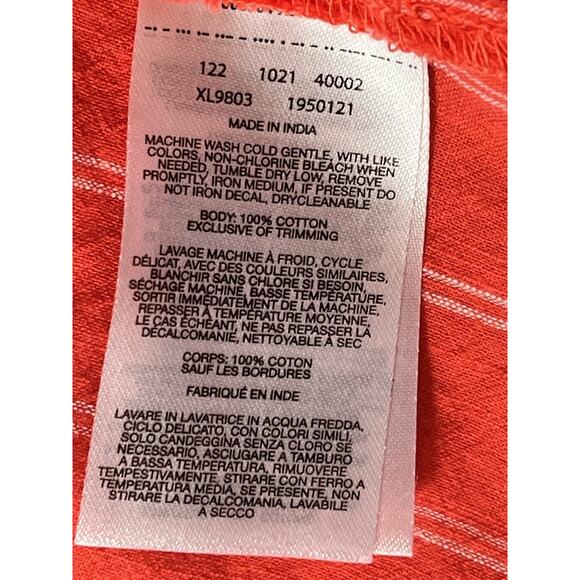 122 1021 40002
XL9803 1950121
MADE IN INDIA
MACHINE WASH COLD GENTLE, WITH LIKE
COLORS, NON-CHLORINE BLEACH WHEN
NEEDED, TUMBLE DRY LOW, REMOVE
PROMPTLY, IRON MEDIUM, IF PRESENT DO
NOT IRON DECAL, DRYCLEANABLE
BODY: 100% COTTON
EXCLUSIVE OF TRIMMING
LAVAGE MACHINE À FROID, CYCLE
DÉLICAT, AVEC DES COULEURS SIMILAIRES,
BLANCHIR SANS CHLORE SI BESOIN,
SÉCHAGE MACHINE, BASSE TEMPÉRATURE,
SORTIR IMMÉDIATEMENT DE LA MACHINE,
REPASSER À TEMPÉRATURE MOYENNE,
LE CAS ÉCHÉANT, NE PAS REPASSER LA
DÉCALCOMANIE, NETTOYABLE À SEC
CORPS: 100% COTON
SAUF LES BORDURES
FABRIQUÉ EN INDE
LAVARE IN LAVATRICE IN ACQUA FREDDA,
CICLO DELICATO, CON COLORI SIMILI,
SOLO CANDEGGINA SENZA CLORO SE
NECESSARIO, ASCIUGARE A TAMBURO
A BASSA TEMPERATURA, RIMUOVERE
TEMPESTIVAMENTE, STIRARE CON FERRO A
TEMPERATURA MEDIA, SE PRESENTE, NON
STIRARE LA DECALCOMANIA, LAVABILE
A SECCO